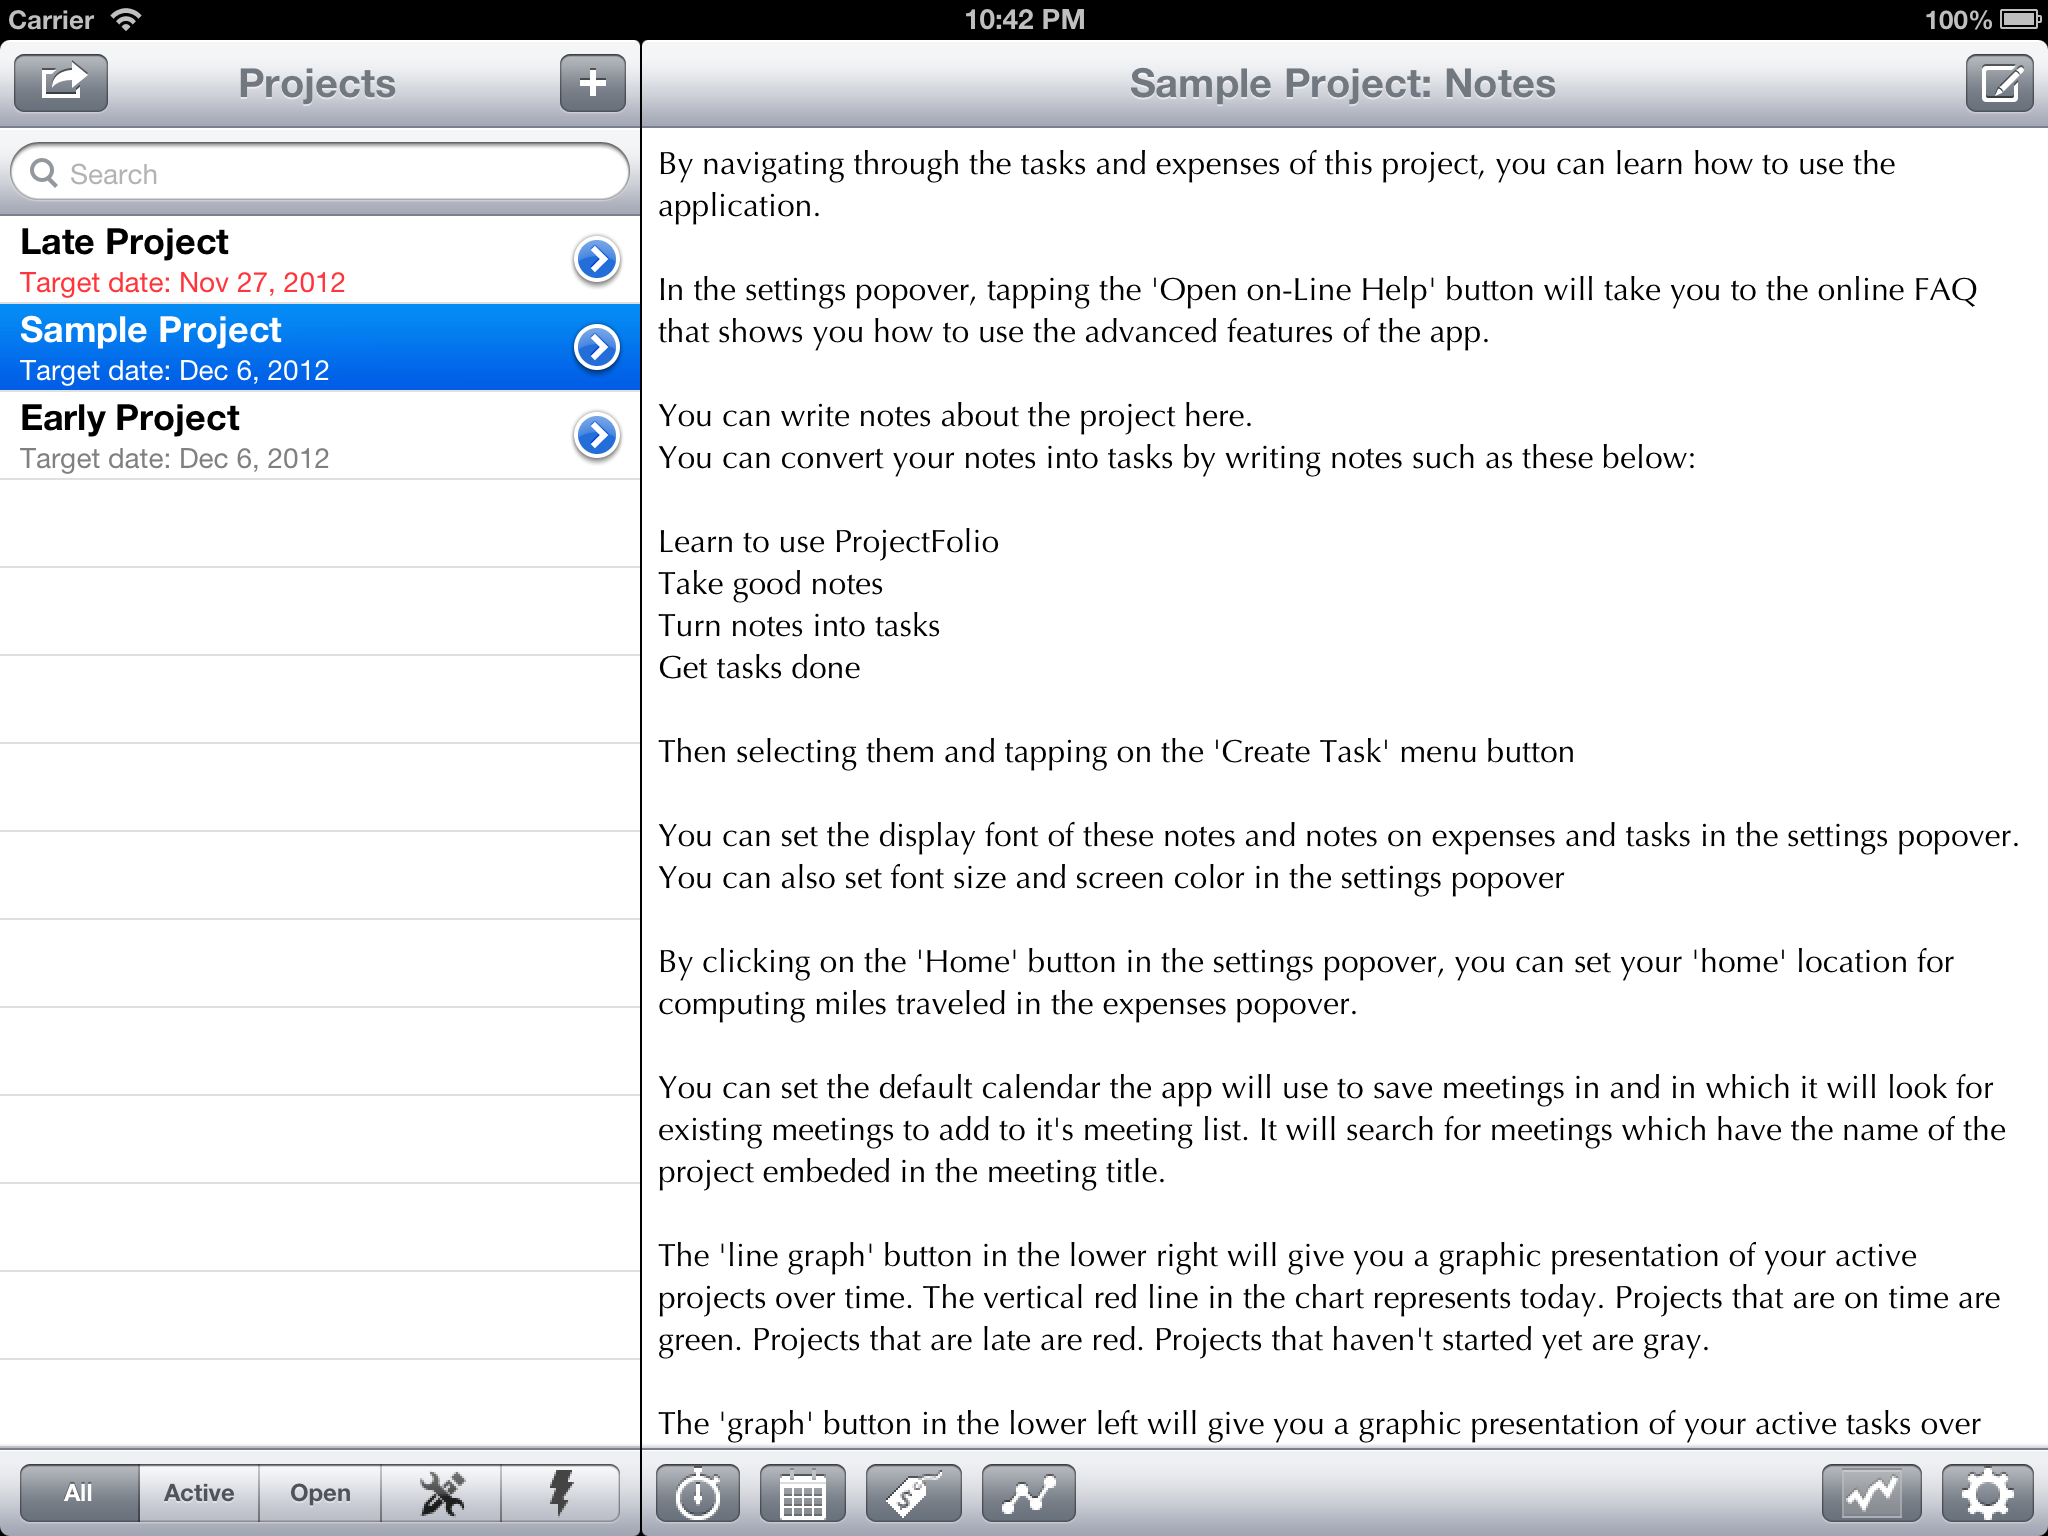 Carrier
10:42 PM
100%
Projects
Search
Late Project
Target date: Nov 27, 2012
Sample Project
Target date: Dec 6, 2012
Early Project
Target date: Dec 6, 2012
All
Active
Open
Sample Project: Notes
By navigating through the tasks and expenses of this project, you can learn how to use the
application.
In the settings popover, tapping the 'Open on-Line Help' button will take you to the online FAQ
that shows you how to use the advanced features of the app.
You can write notes about the project here.
You can convert your notes into tasks by writing notes such as these below:
Learn to use ProjectFolio
Take good notes
Turn notes into tasks
Get tasks done
Then selecting them and tapping on the 'Create Task' menu button
You can set the display font of these notes and notes on expenses and tasks in the settings popover.
You can also set font size and screen color in the settings popover
By clicking on the 'Home' button in the settings popover, you can set your 'home' location for
computing miles traveled in the expenses popover.
You can set the default calendar the app will use to save meetings in and in which it will look for
existing meetings to add to it's meeting list. It will search for meetings which have the name of the
project embeded in the meeting title.
The 'line graph' button in the lower right will give you a graphic presentation of your active
projects over time. The vertical red line in the chart represents today. Projects that are on time are
green. Projects that are late are red. Projects that haven't started yet are gray.
The 'graph' button in the lower left will give you a graphic presentation of your active tasks over